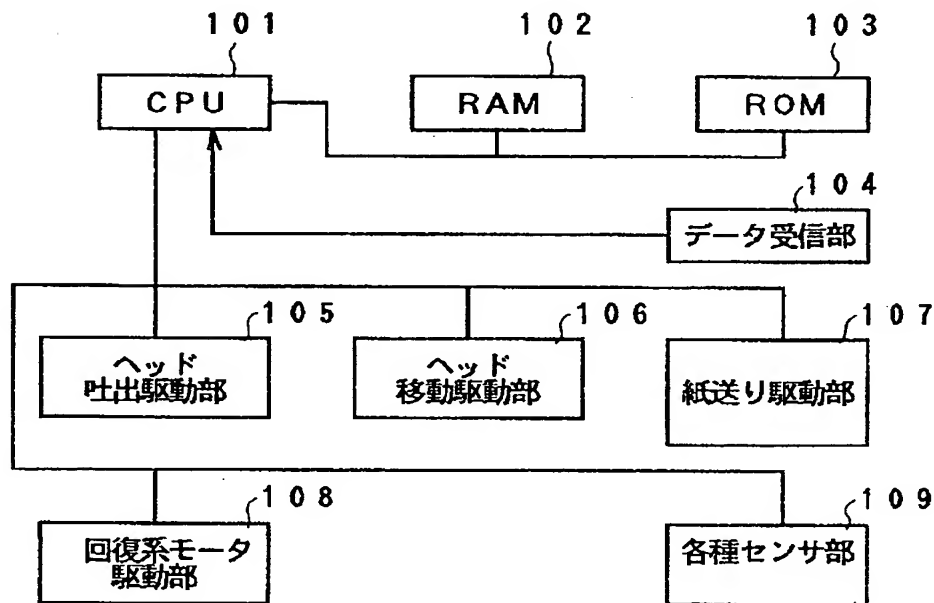 101
102
103
CPU
RAM
ROM
104
データ受信部
105
106
107
ヘッド
吐出駆動部
ヘッド
移動駆動部
紙送り駆動部
108
109
回復系モータ
駆動部
各種センサ部